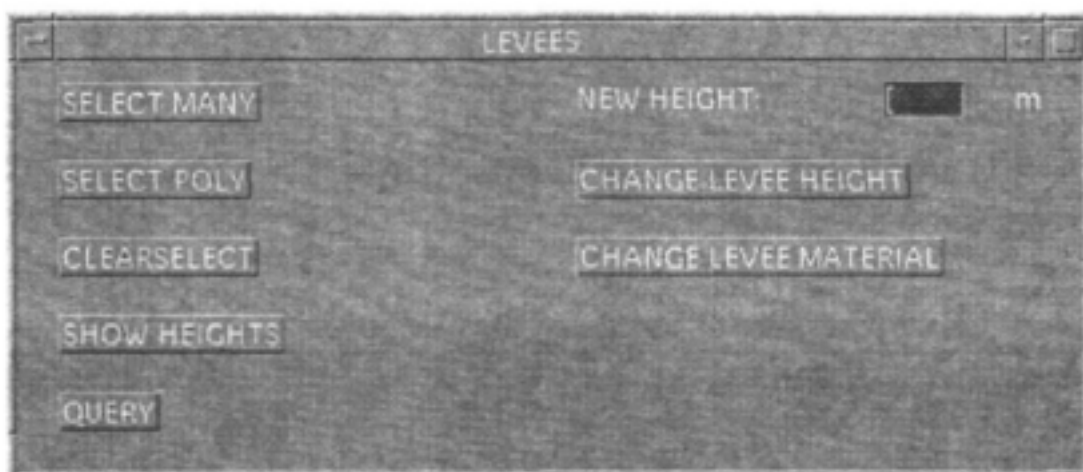 LEVEES
SELECT MANY
NEW HEIGHT:
m
SELECT POLY
CHANGE LEVEE HEIGHT
CLEARSELECT
CHANGE LEVEE MATERIAL
SHOW HEIGHTS
QUERY